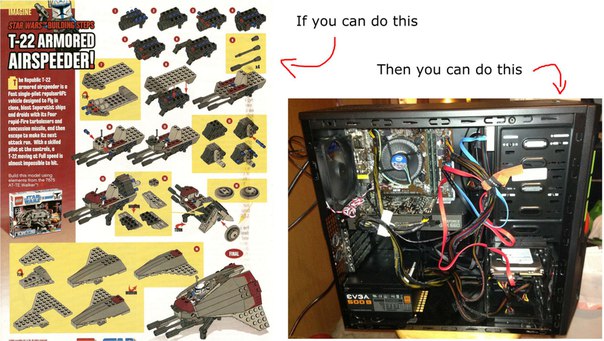 IMAGINE
STAR WARS BUILDING STEPS
T-22 ARMORED
AIRSPEEDER!
The Republic T-22
armored airspeeder is a
fast single-pilot repulsorlift
vehicle designed to fly in
close, blast Separatist ships
and droids with its four
rapid-fire turbolasers and
concussion missile, and then
escape to make its next
attack run. With a skilled
pilot at the controls, a
T-22 moving at full speed is
almost impossible to hit.
Build this model using
elements from the 7675
AT-TE Walker
FINAL
If you can do this
Then you can do this
EVGA
500 B